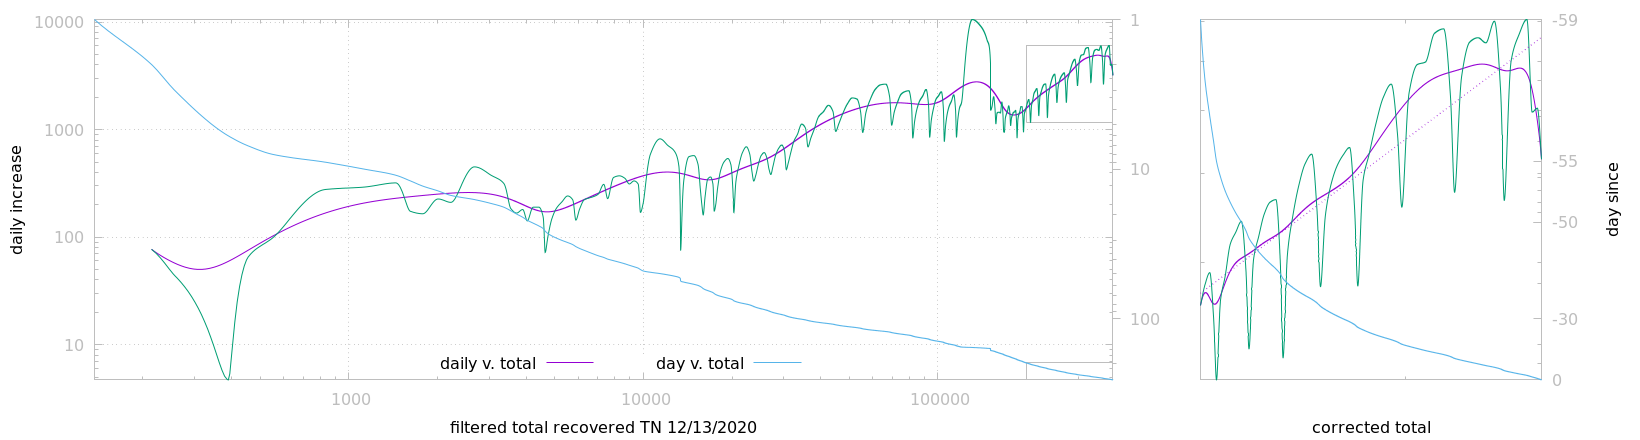 10000
1000
100
10
daily increase
1000
10000
100000
1
10
100
daily v. total
day v. total
filtered total recovered TN 12/13/2020
-59
-55
-50
-30
0
day since
corrected total